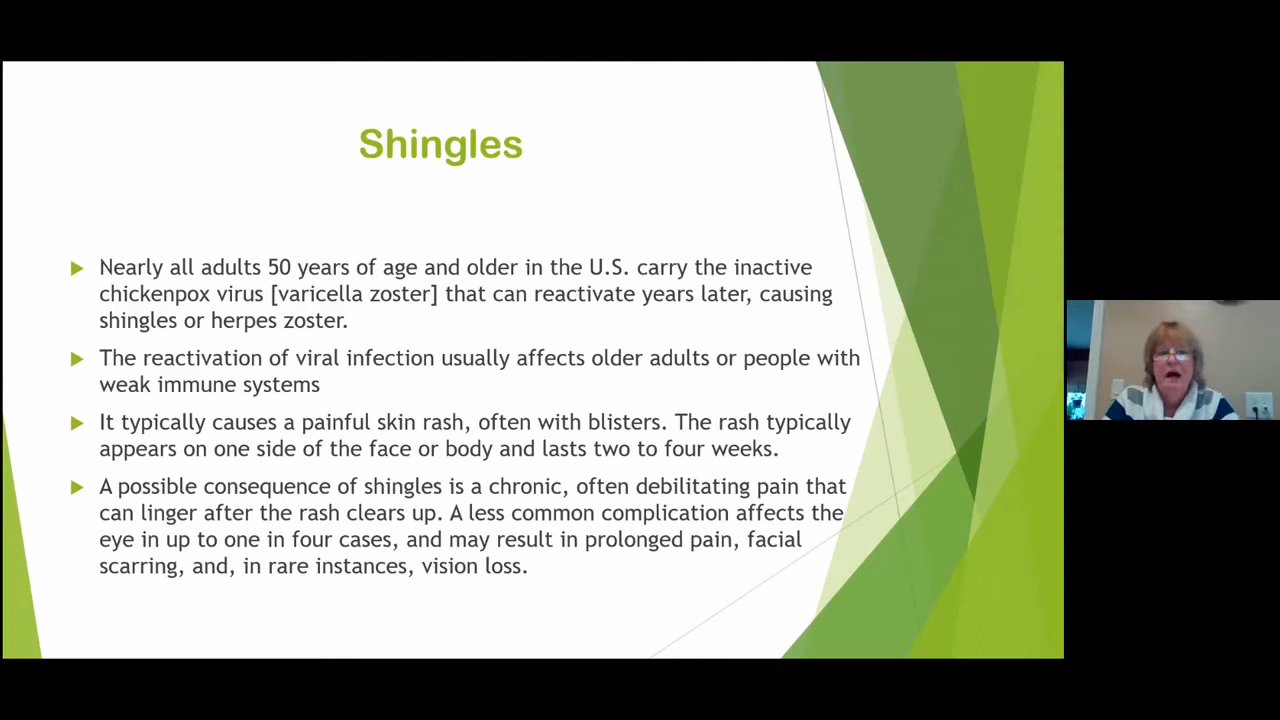 Shingles
Nearly all adults 50 years of age and older in the U.S. carry the inactive
chickenpox virus [varicella zoster] that can reactivate years later, causing
shingles or herpes zoster.
The reactivation of viral infection usually affects older adults or people with
weak immune systems
It typically causes a painful skin rash, often with blisters. The rash typically
appears on one side of the face or body and lasts two to four weeks.
A possible consequence of shingles is a chronic, often debilitating pain that
can linger after the rash clears up. A less common complication affects the
eye in up to one in four cases, and may result in prolonged pain, facial
scarring, and, in rare instances, vision loss.